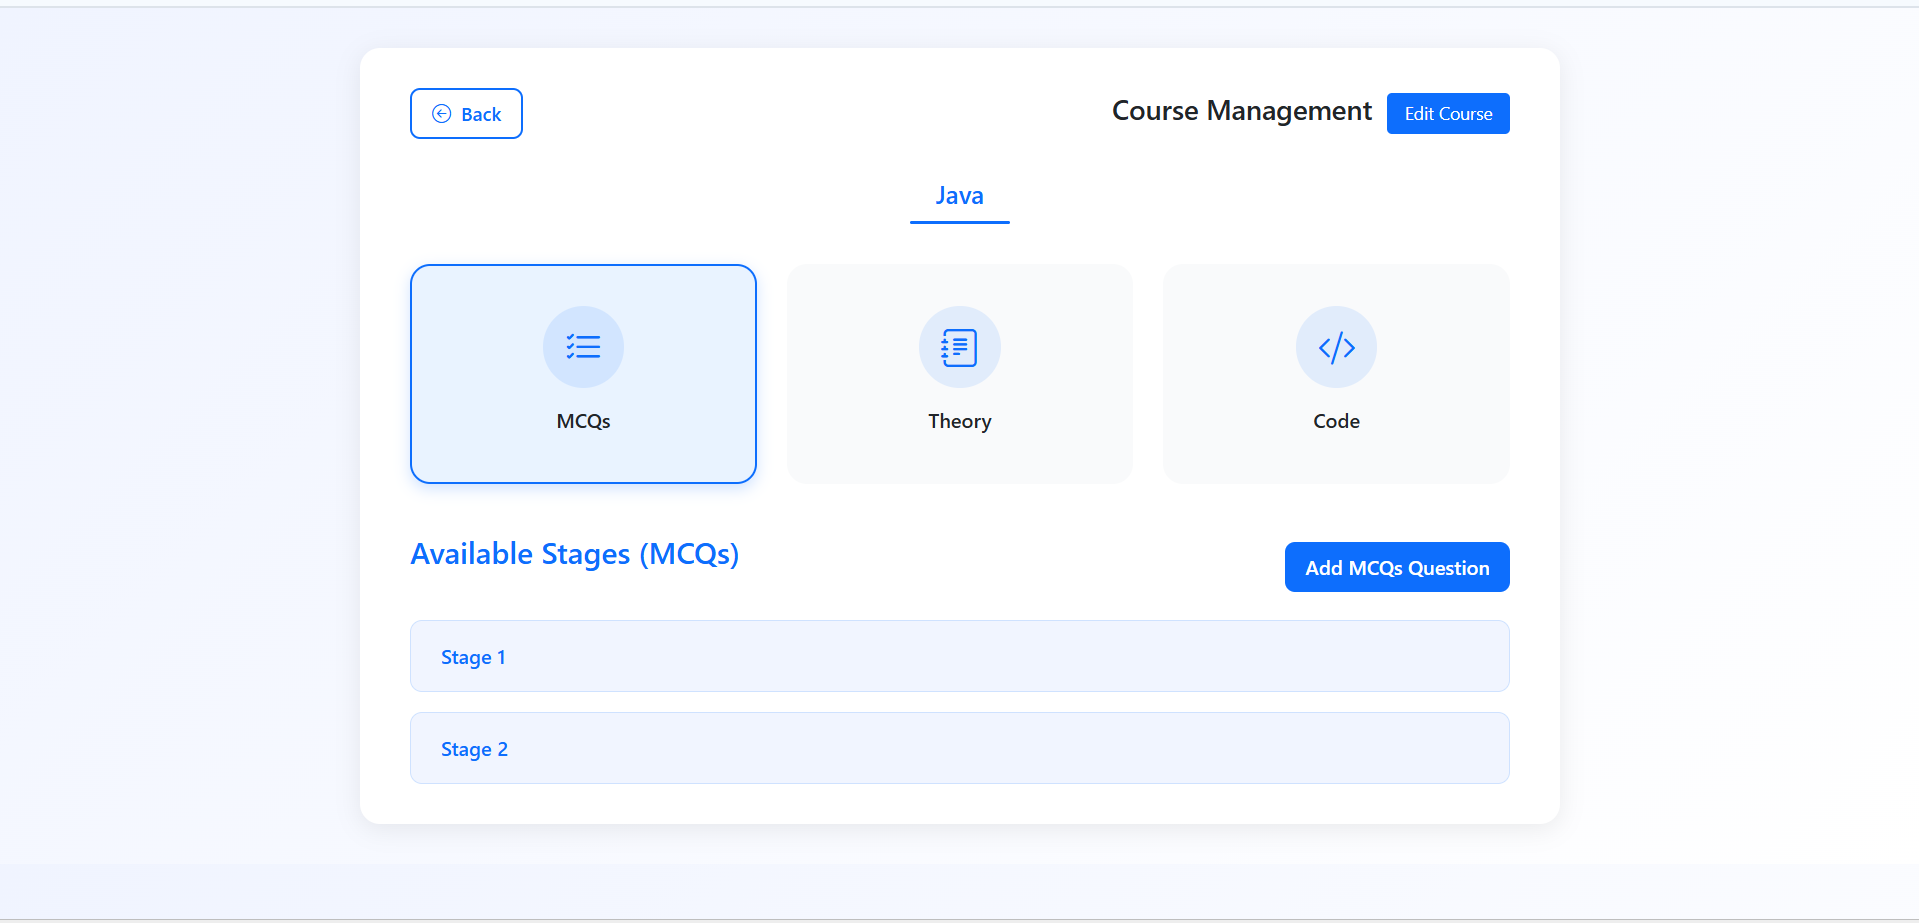 Back
Course Management
Edit Course
Java
MCQs
Theory
Code
Available Stages (MCQs)
Add MCQs Question
Stage 1
Stage 2